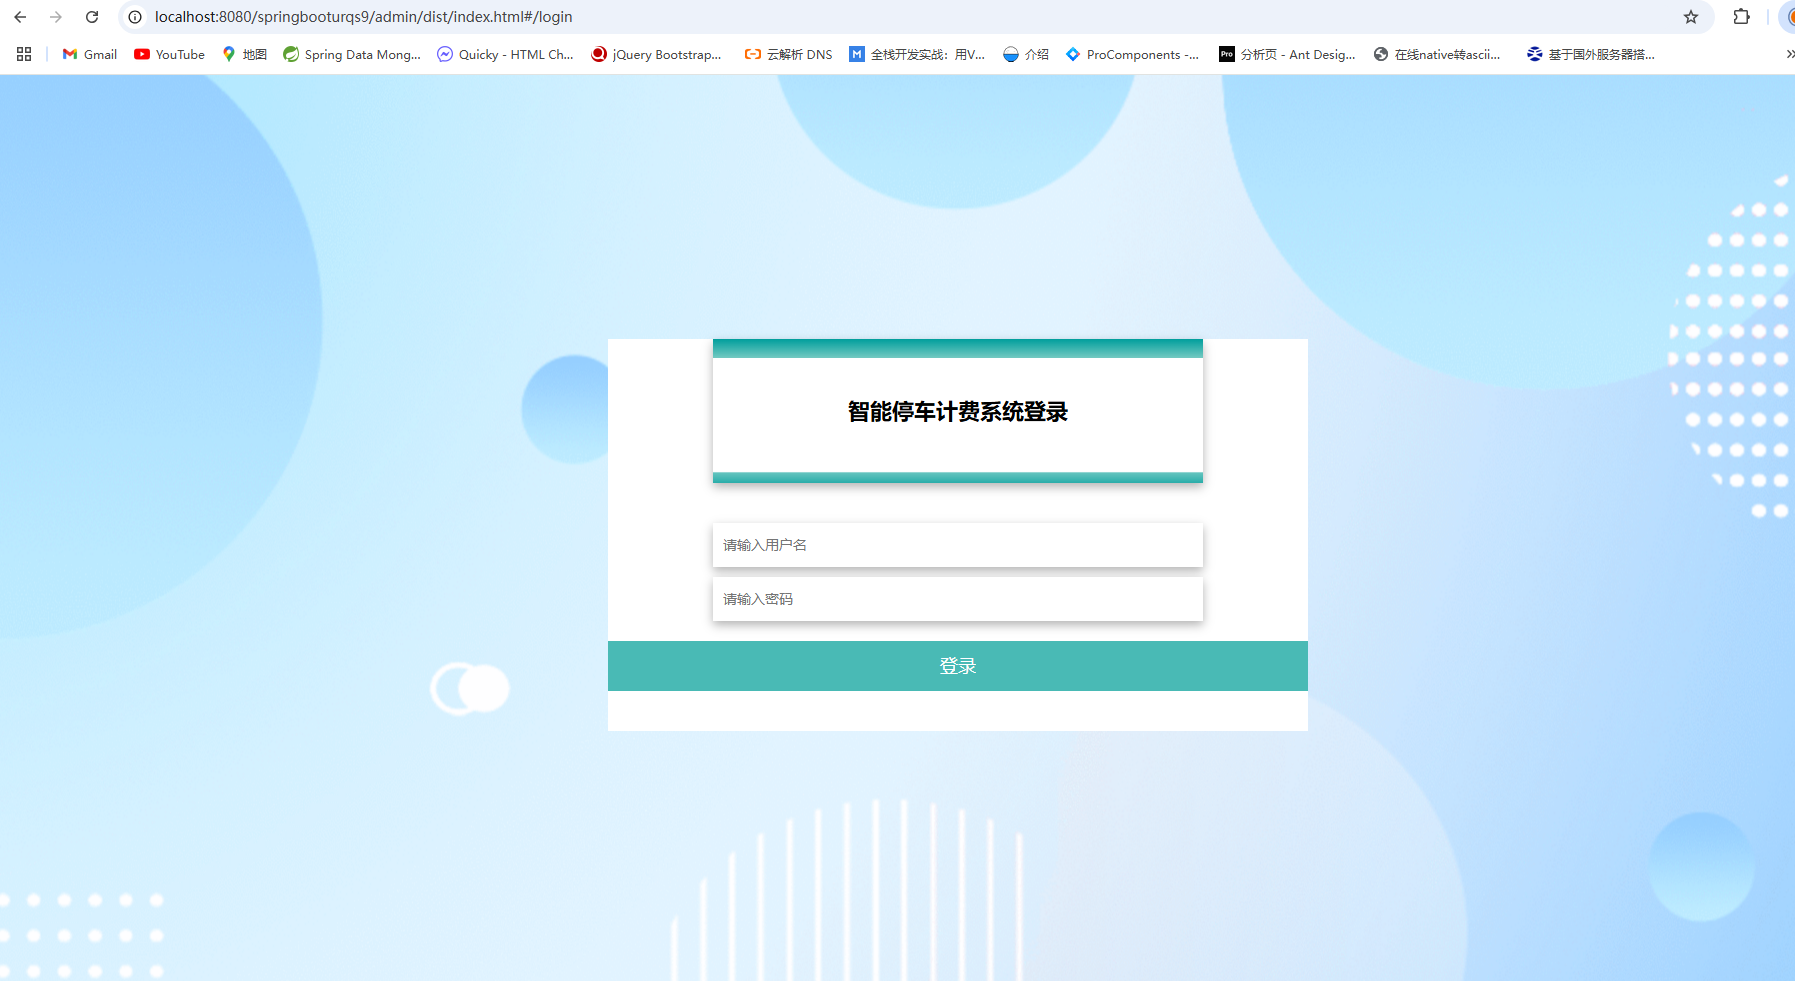 localhost:8080/springbooturqs9/admin/dist/index.html#/login
Gmail YouTube 地图 Spring Data Mong... Quicky - HTML Ch... jQuery Bootstrap... 云解析 DNS M 全栈开发实战：用V... 介绍 ProComponents -... Pro 分析页 - Ant Desig... 在线native转ascii... 基于国外服务器搭...
智能停车计费系统登录
请输入用户名
请输入密码
登录